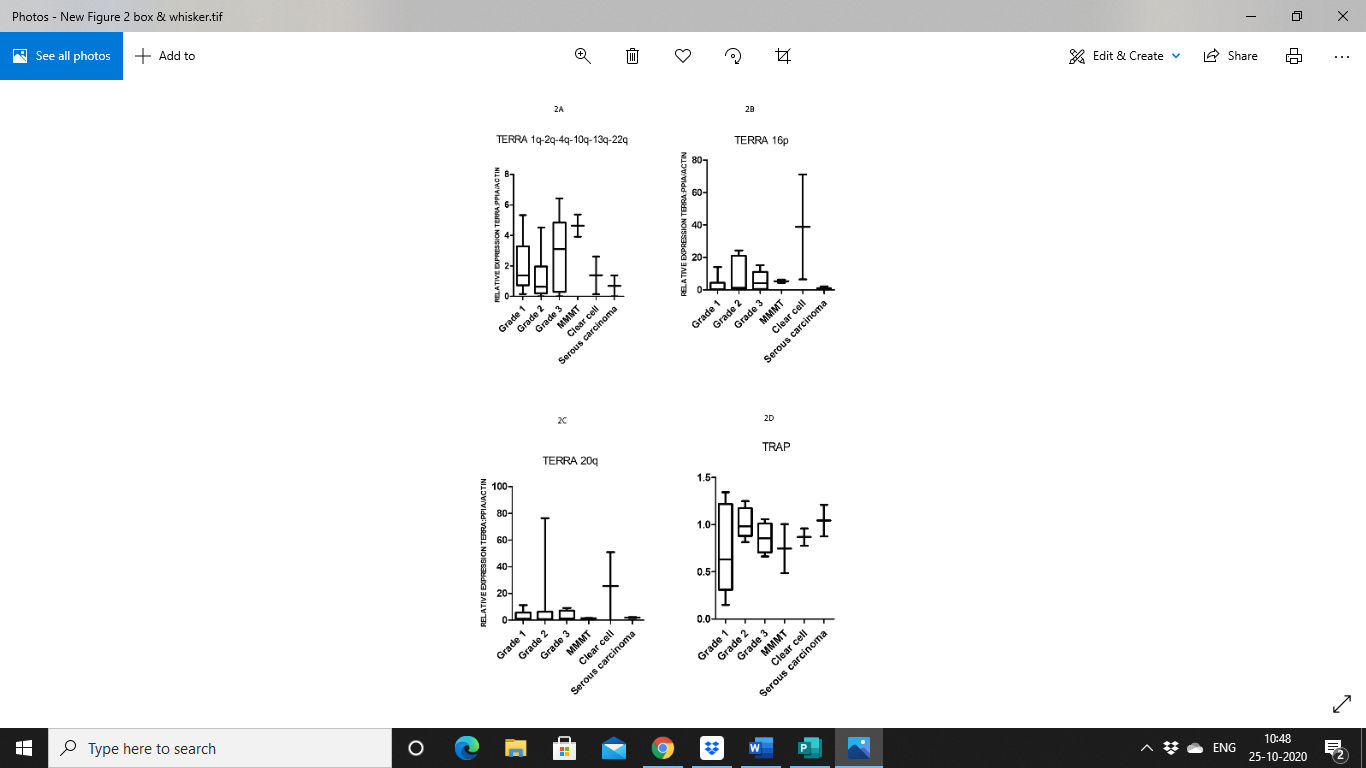 Photos - New Figure 2 box & whisker.tif
See all photos
Add to
Edit & Create
Share
2A
TERRA 1q-2q-4q-10q-13q-22q
RELATIVE EXPRESSION TERRA:PPIA/ACTIN
8
6
4
2
0
Grade 1
Grade 2
Grade 3
MMMT
Clear cell
Serous carcinoma
2B
TERRA 16p
RELATIVE EXPRESSION TERRA:PPIA/ACTIN
80
60
40
20
0
Grade 1
Grade 2
Grade 3
MMMT
Clear cell
Serous carcinoma
2C
TERRA 20q
RELATIVE EXPRESSION TERRA:PPIA/ACTIN
100
80
60
40
20
0
Grade 1
Grade 2
Grade 3
MMMT
Clear cell
Serous carcinoma
2D
TRAP
1.5
1.0
0.5
0.0
Grade 1
Grade 2
Grade 3
MMMT
Clear cell
Serous carcinoma
Type here to search
W
P
ENG
10:48
25-10-2020
2